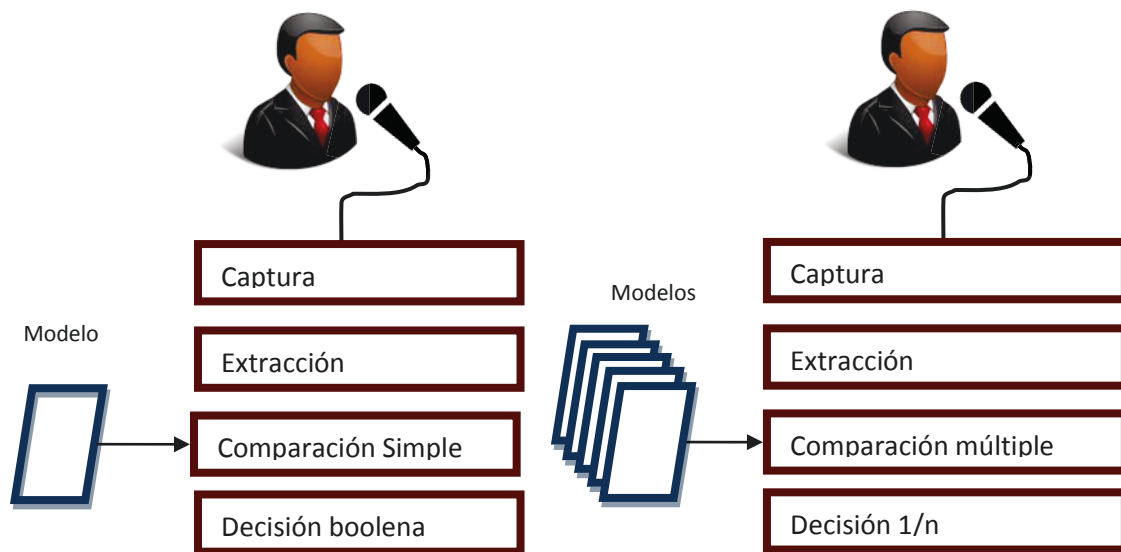 Captura
Modelo
Extracción
Comparación Simple
Decisión boolena
Captura
Modelos
Extracción
Comparación múltiple
Decisión 1/n